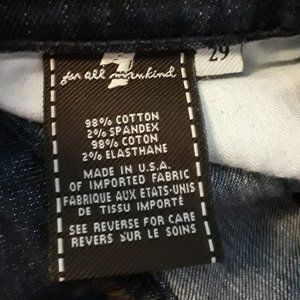 7
for all mankind
29
98% COTTON
2% SPANDEX
98% COTON
2% ELASTHANE
MADE IN U.S.A.
OF IMPORTED FABRIC
FABRIQUE AUX ETATS-UNIS
DE TISSU IMPORTÉ
SEE REVERSE FOR CARE
REVERS SUR LE SOINS